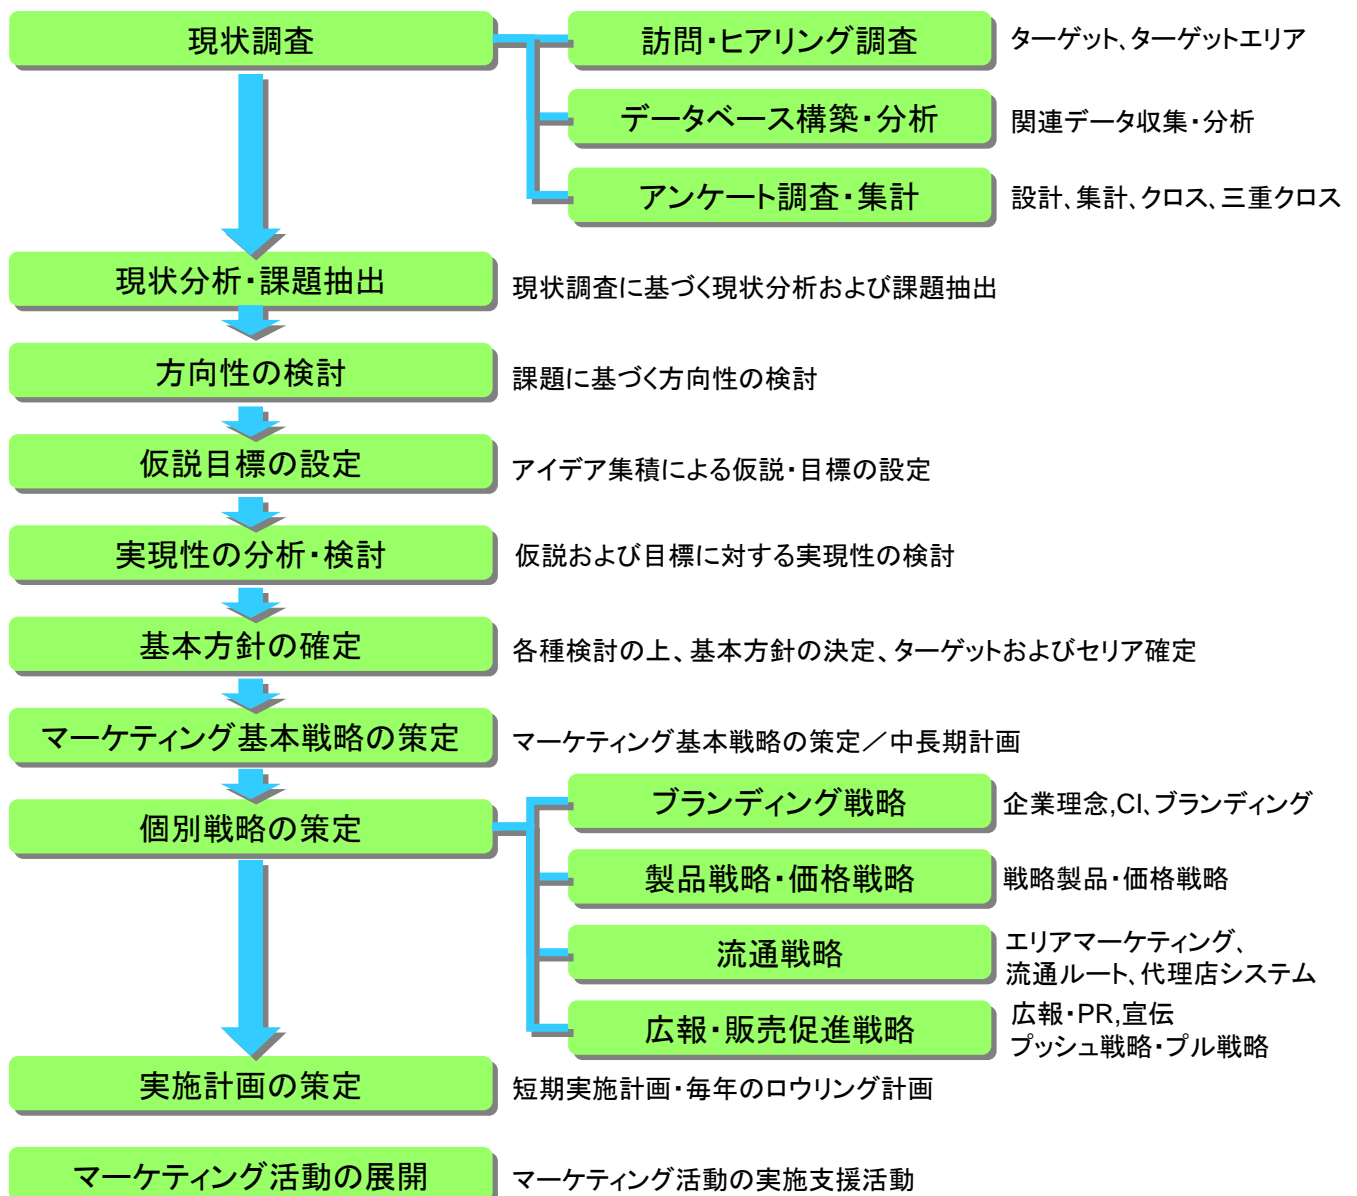 現状調査
訪問・ヒアリング調査
ターゲット、ターゲットエリア
データベース構築・分析
関連データ収集・分析
アンケート調査・集計
設計、集計、クロス、三重クロス
現状分析・課題抽出
現状調査に基づく現状分析および課題抽出
方向性の検討
課題に基づく方向性の検討
仮説目標の設定
アイデア集積による仮説・目標の設定
実現性の分析・検討
仮説および目標に対する実現性の検討
基本方針の確定
各種検討の上、基本方針の決定、ターゲットおよびセリア確定
マーケティング基本戦略の策定
マーケティング基本戦略の策定／中長期計画
個別戦略の策定
ブランディング戦略
企業理念,CI、ブランディング
製品戦略・価格戦略
戦略製品・価格戦略
流通戦略
エリアマーケティング、
流通ルート、代理店システム
広報・販売促進戦略
広報・PR,宣伝
プッシュ戦略・プル戦略
実施計画の策定
短期実施計画・毎年のロウリング計画
マーケティング活動の展開
マーケティング活動の実施支援活動